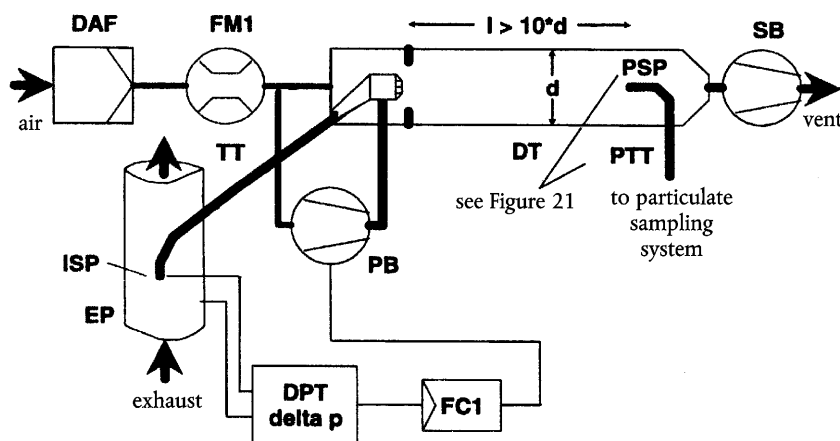 DAF
FM1
l > 10*d
SB
PSP
d
air
vent
TT
DT
PTT
see Figure 21
to particulate
sampling
system
PB
ISP
EP
exhaust
DPT
delta p
FC1